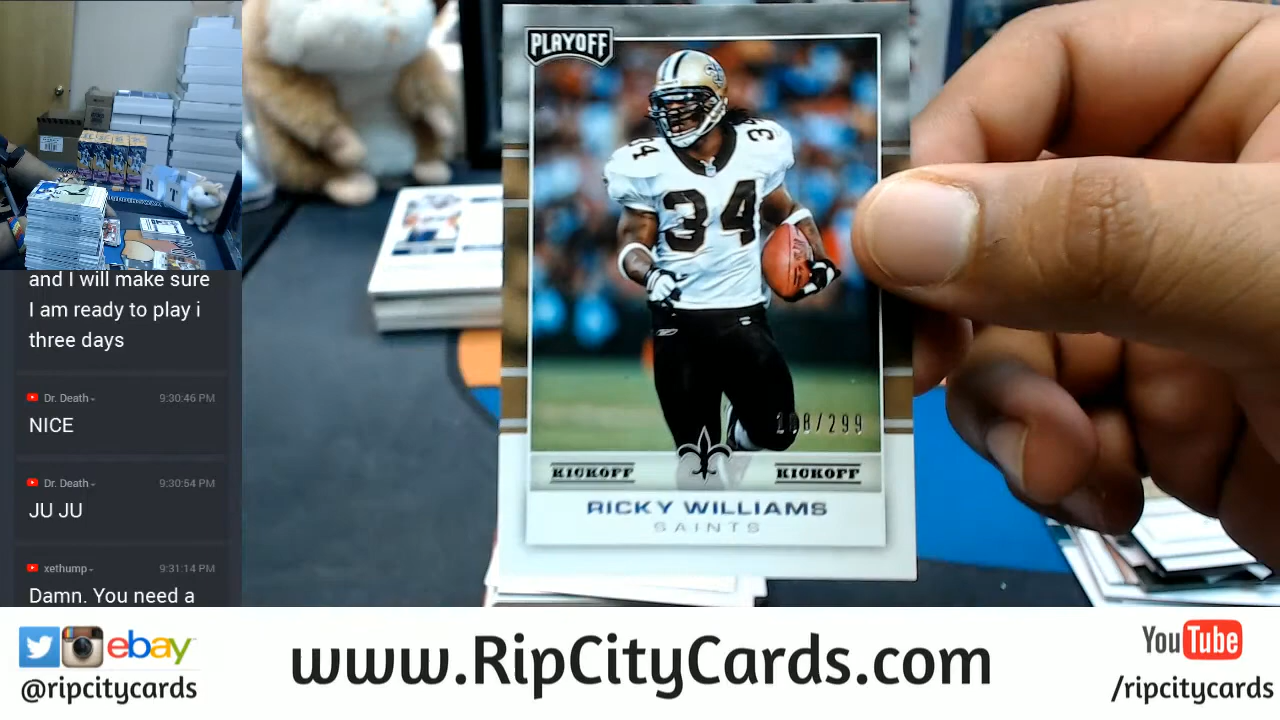 PLAYOFF
34
34
34
/299
KICKOFF
KICKOFF
RICKY WILLIAMS
SAINTS
R T
and I will make sure
I am ready to play i
three days
Dr. Death
9:30:46 PM
NICE
Dr. Death
9:30:54 PM
JU JU
xethump
9:31:14 PM
Damn. You need a
ebay
@ripcitycards
www.RipCityCards.com
YouTube
/ripcitycards